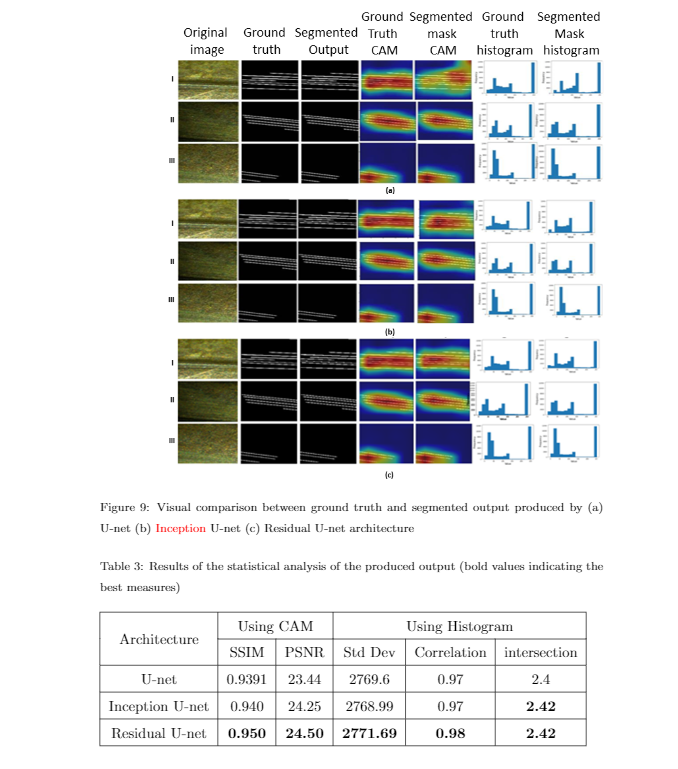 Original image Ground truth Segmented Output Ground Truth CAM Segmented mask CAM Ground truth histogram Segmented Mask histogram
I
II
III
(a)
I
II
III
(b)
I
II
III
(c)
Figure 9: Visual comparison between ground truth and segmented output produced by (a)
U-net (b) Inception U-net (c) Residual U-net architecture
Table 3: Results of the statistical analysis of the produced output (bold values indicating the
best measures)
Architecture Using CAM Using Histogram
SSIM PSNR Std Dev Correlation intersection
U-net 0.9391 23.44 2769.6 0.97 2.4
Inception U-net 0.940 24.25 2768.99 0.97 2.42
Residual U-net 0.950 24.50 2771.69 0.98 2.42